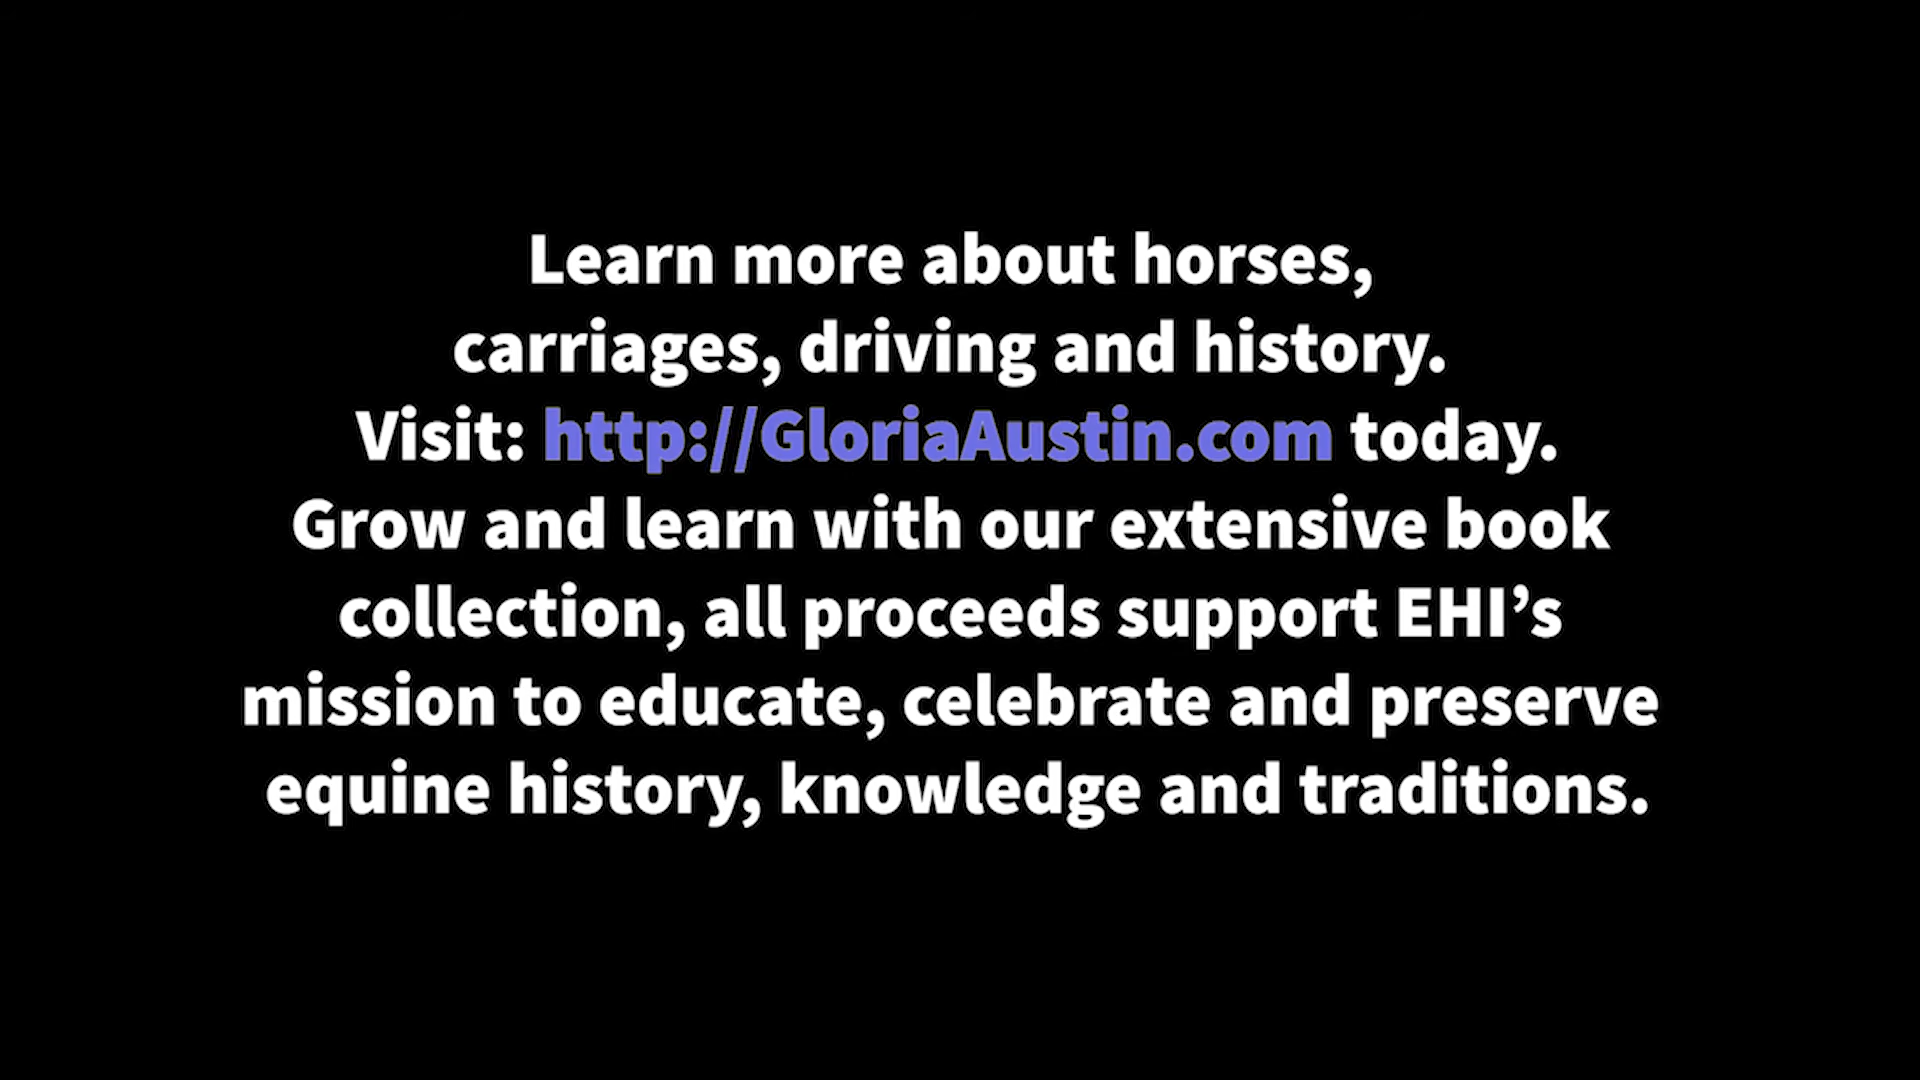 Learn more about horses,
carriages, driving and history.
Visit: http://GloriaAustin.com today.
Grow and learn with our extensive book
collection, all proceeds support EHI’s
mission to educate, celebrate and preserve
equine history, knowledge and traditions.